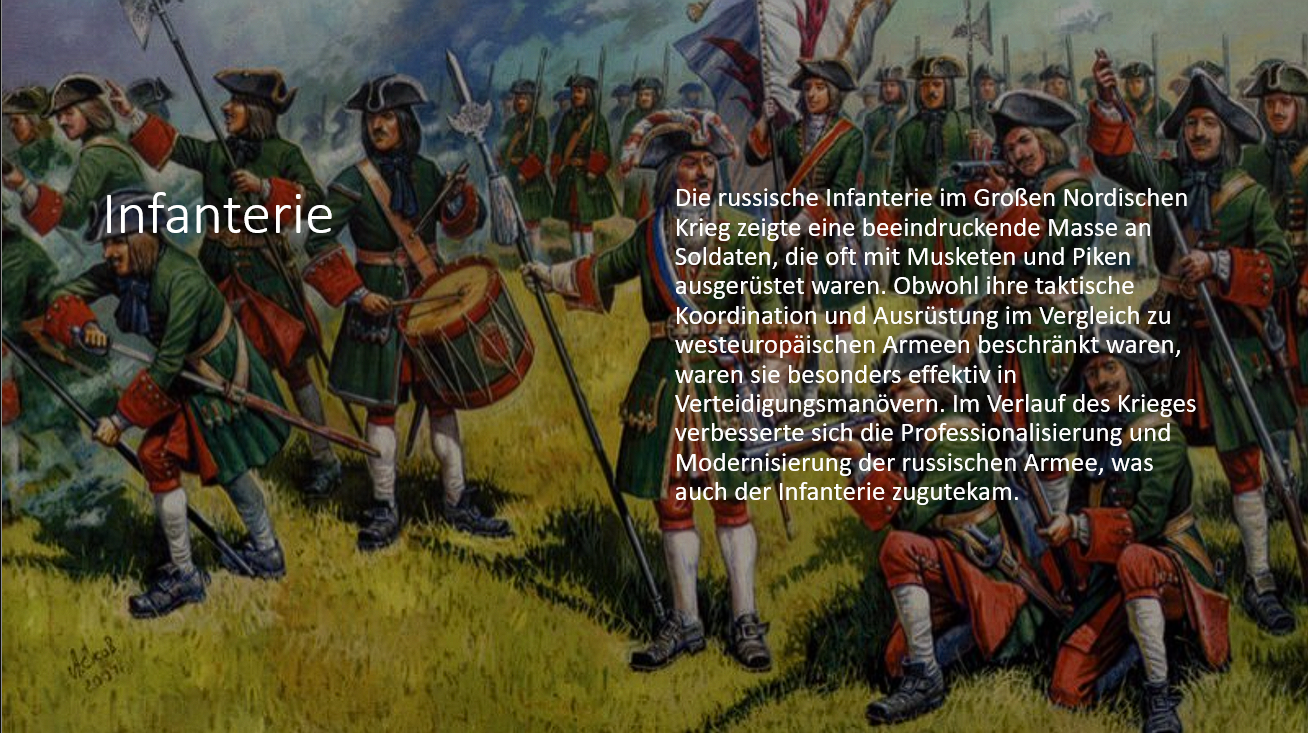 Infanterie
Die russische Infanterie im Großen Nordischen
Krieg zeigte eine beeindruckende Masse an
Soldaten, die oft mit Musketen und Piken
ausgerüstet waren. Obwohl ihre taktische
Koordination und Ausrüstung im Vergleich zu
westeuropäischen Armeen beschränkt waren,
waren sie besonders effektiv in
Verteidigungsmanövern. Im Verlauf des Krieges
verbesserte sich die Professionalisierung und
Modernisierung der russischen Armee, was
auch der Infanterie zugutekam.